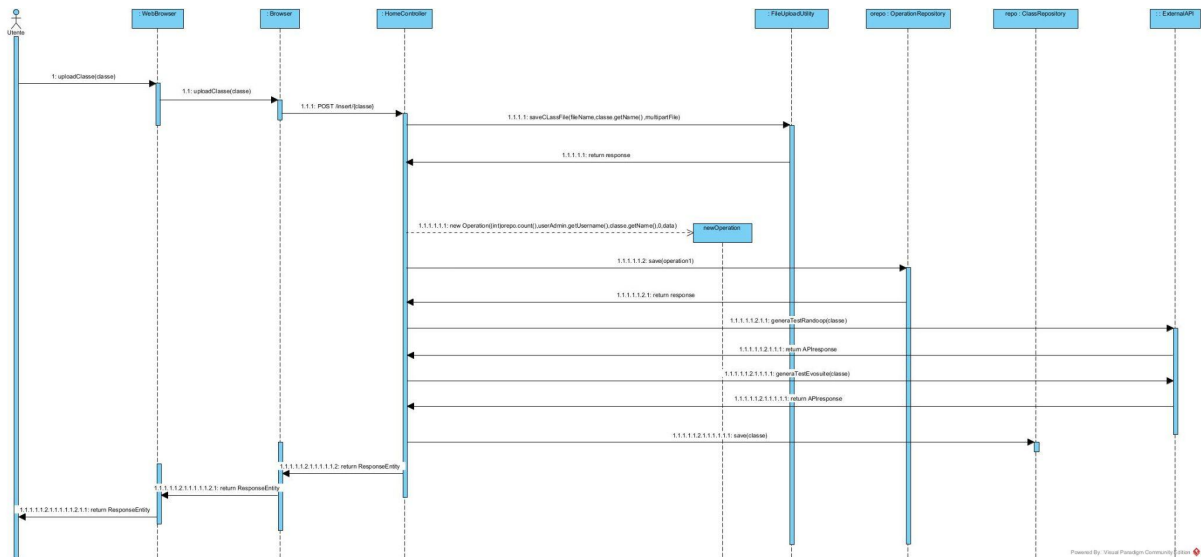 : WebBrowser
: Browser
: HomeController
: FileUploadUtility
orepo : OperationRepository
repo : ClassRepository
: : ExternalAPI
Utente
1: uploadClasse(classe)
1.1: uploadClasse(classe)
1.1.1: POST /insert/{classe}
1.1.1.1: saveCLassFile(fileName,classe.getName() ,multipartFile)
1.1.1.1.1: return response
1.1.1.1.1.1: new Operation((int)orepo.count(),userAdmin.getUsername(),classe.getName(),0,data)
newOperation
1.1.1.1.1.2: save(operation1)
1.1.1.1.1.2.1: return response
1.1.1.1.1.2.1.1: generaTestRandoop(classe)
1.1.1.1.1.2.1.1.1: return APIresponse
1.1.1.1.1.2.1.1.1.1: generaTestEvosuite(classe)
1.1.1.1.1.2.1.1.1.1.1: return APIresponse
1.1.1.1.1.2.1.1.1.1.1.1: save(classe)
1.1.1.1.1.2.1.1.1.1.1.2: return ResponseEntity
1.1.1.1.1.2.1.1.1.1.1.2.1: return ResponseEntity
1.1.1.1.1.2.1.1.1.1.1.2.1.1: return ResponseEntity
Powered By: Visual Paradigm Community Edition